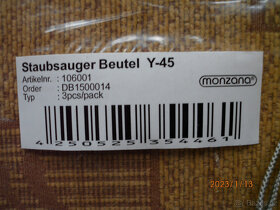 Staubsauger Beutel Y-45
Artikelnr. : 106001
Order : DB1500014
Typ : 3pcs/pack
monzana
4 250525 354461
2023/1/13